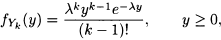 f_{Y_k}(y) = \frac{\lambda^k y^{k-1} e^{-\lambda y}}{(k-1)!}, \qquad y \geq 0,